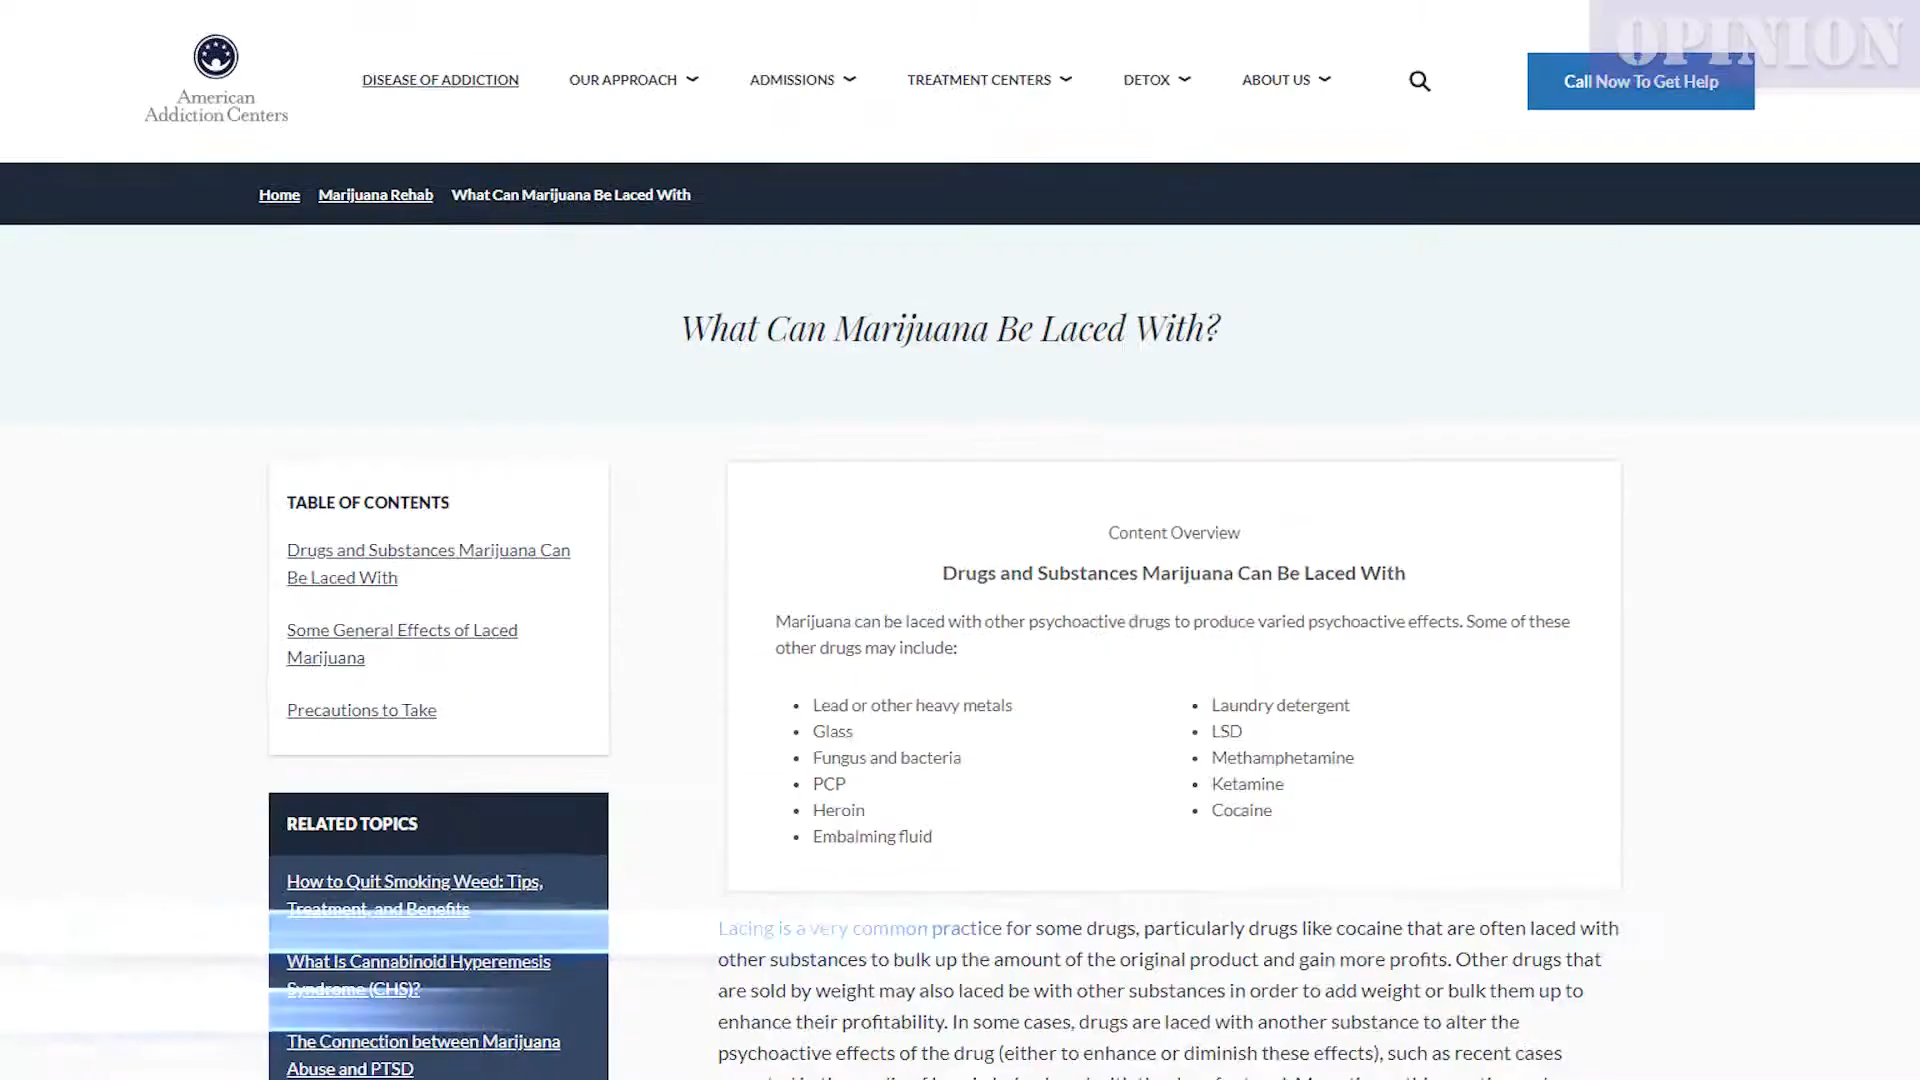 OPINION
American
Addiction Centers
DISEASE OF ADDICTION
OUR APPROACH
ADMISSIONS
TREATMENT CENTERS
DETOX
ABOUT US
Call Now To Get Help
Home
Marijuana Rehab
What Can Marijuana Be Laced With
What Can Marijuana Be Laced With?
TABLE OF CONTENTS
Drugs and Substances Marijuana Can
Be Laced With
Some General Effects of Laced
Marijuana
Precautions to Take
RELATED TOPICS
How to Quit Smoking Weed: Tips,
Treatment, and Benefits
What Is Cannabinoid Hyperemesis
Syndrome (CHS)?
The Connection between Marijuana
Abuse and PTSD
Content Overview
Drugs and Substances Marijuana Can Be Laced With
Marijuana can be laced with other psychoactive drugs to produce varied psychoactive effects. Some of these
other drugs may include:
• Lead or other heavy metals
• Glass
• Fungus and bacteria
• PCP
• Heroin
• Embalming fluid
• Laundry detergent
• LSD
• Methamphetamine
• Ketamine
• Cocaine
Lacing is a very common practice for some drugs, particularly drugs like cocaine that are often laced with
other substances to bulk up the amount of the original product and gain more profits. Other drugs that
are sold by weight may also laced be with other substances in order to add weight or bulk them up to
enhance their profitability. In some cases, drugs are laced with another substance to alter the
psychoactive effects of the drug (either to enhance or diminish these effects), such as recent cases